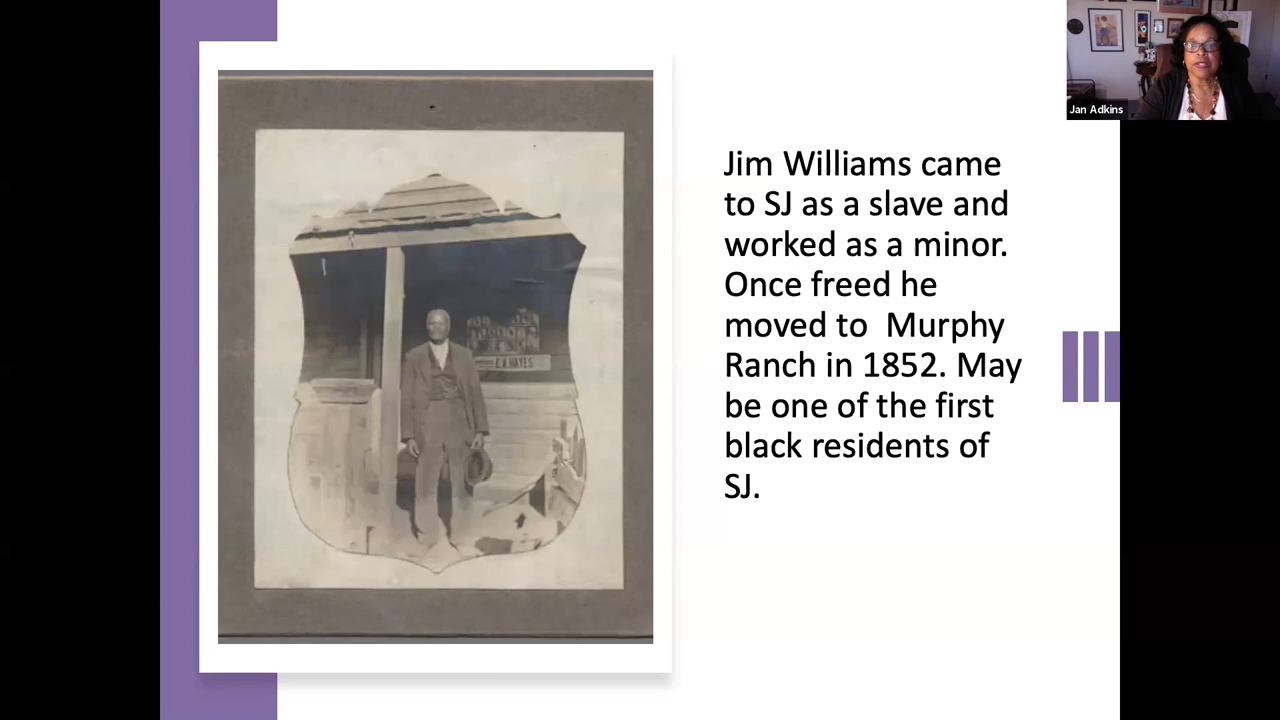 Jim Williams came
to SJ as a slave and
worked as a minor.
Once freed he
moved to  Murphy
Ranch in 1852. May
be one of the first
black residents of
SJ.
E.A.HAYES
Jan Adkins